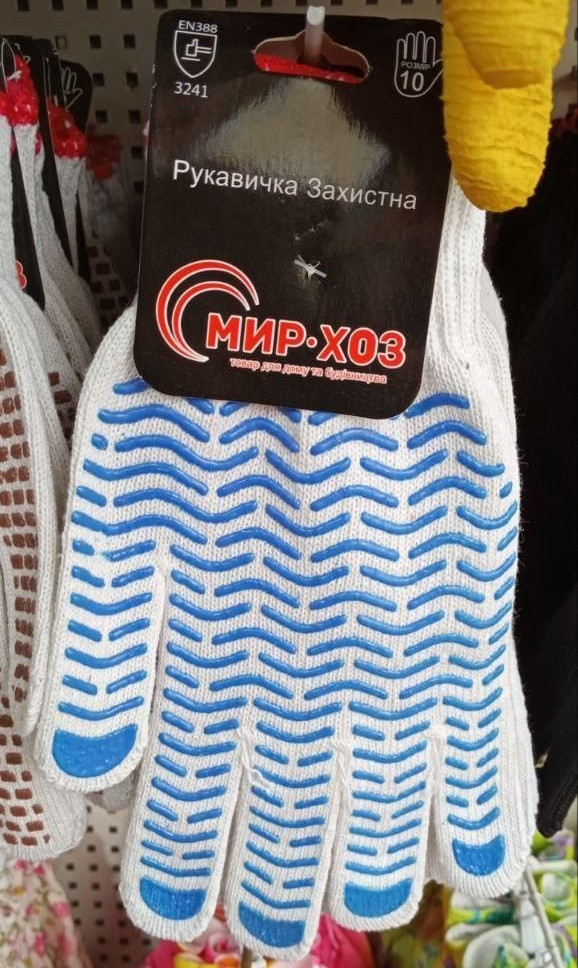 EN388
3241
РОЗМІР
10
Рукавичка Захистна
МИР·ХОЗ
товар для дому та будівництва